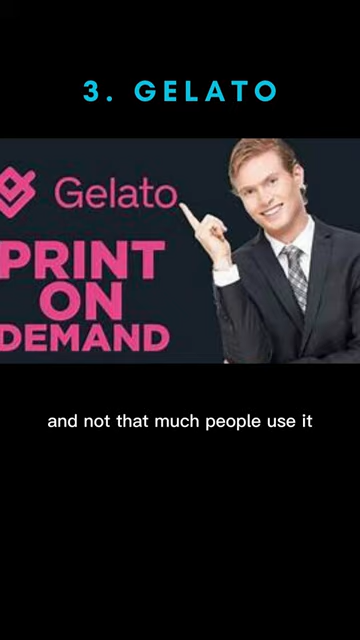 3. GELATO
Gelato
PRINT
ON
DEMAND
and not that much people use it